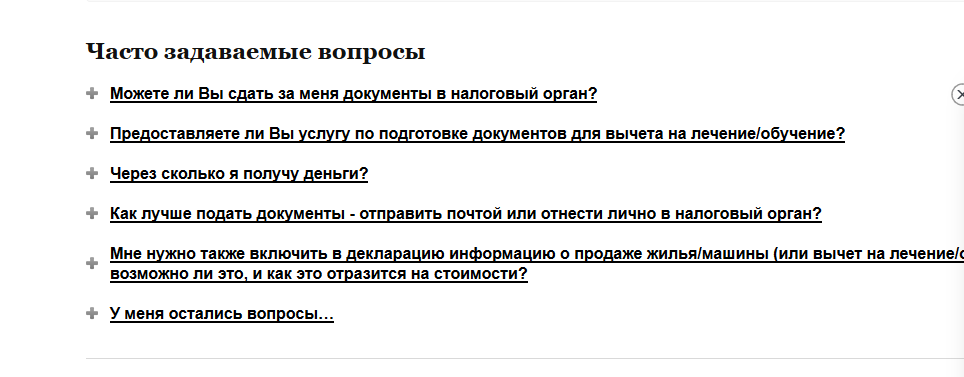 Часто задаваемые вопросы
Можете ли Вы сдать за меня документы в налоговый орган?
Предоставляете ли Вы услугу по подготовке документов для вычета на лечение/обучение?
Через сколько я получу деньги?
Как лучше подать документы - отправить почтой или отнести лично в налоговый орган?
Мне нужно также включить в декларацию информацию о продаже жилья/машины (или вычет на лечение/
возможно ли это, и как это отразится на стоимости?
У меня остались вопросы…